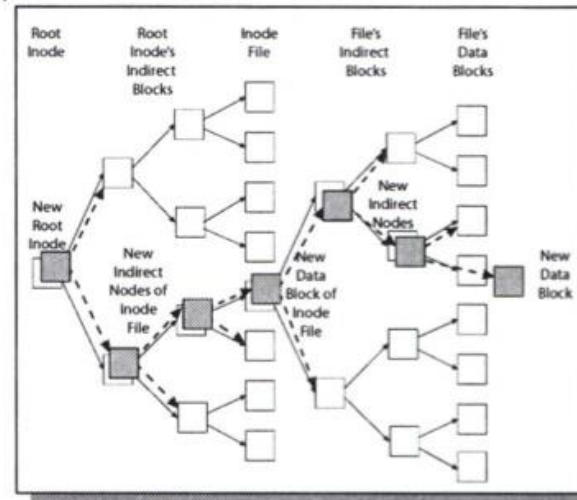 Root
Inode
Root
Inode's
Indirect
Blocks
Inode
File
File's
Indirect
Blocks
File's
Data
Blocks
New
Root
Inode
New
Indirect
Nodes of
Inode
File
New
Data
Block of
Inode
File
New
Indirect
Nodes
New
Data
Block